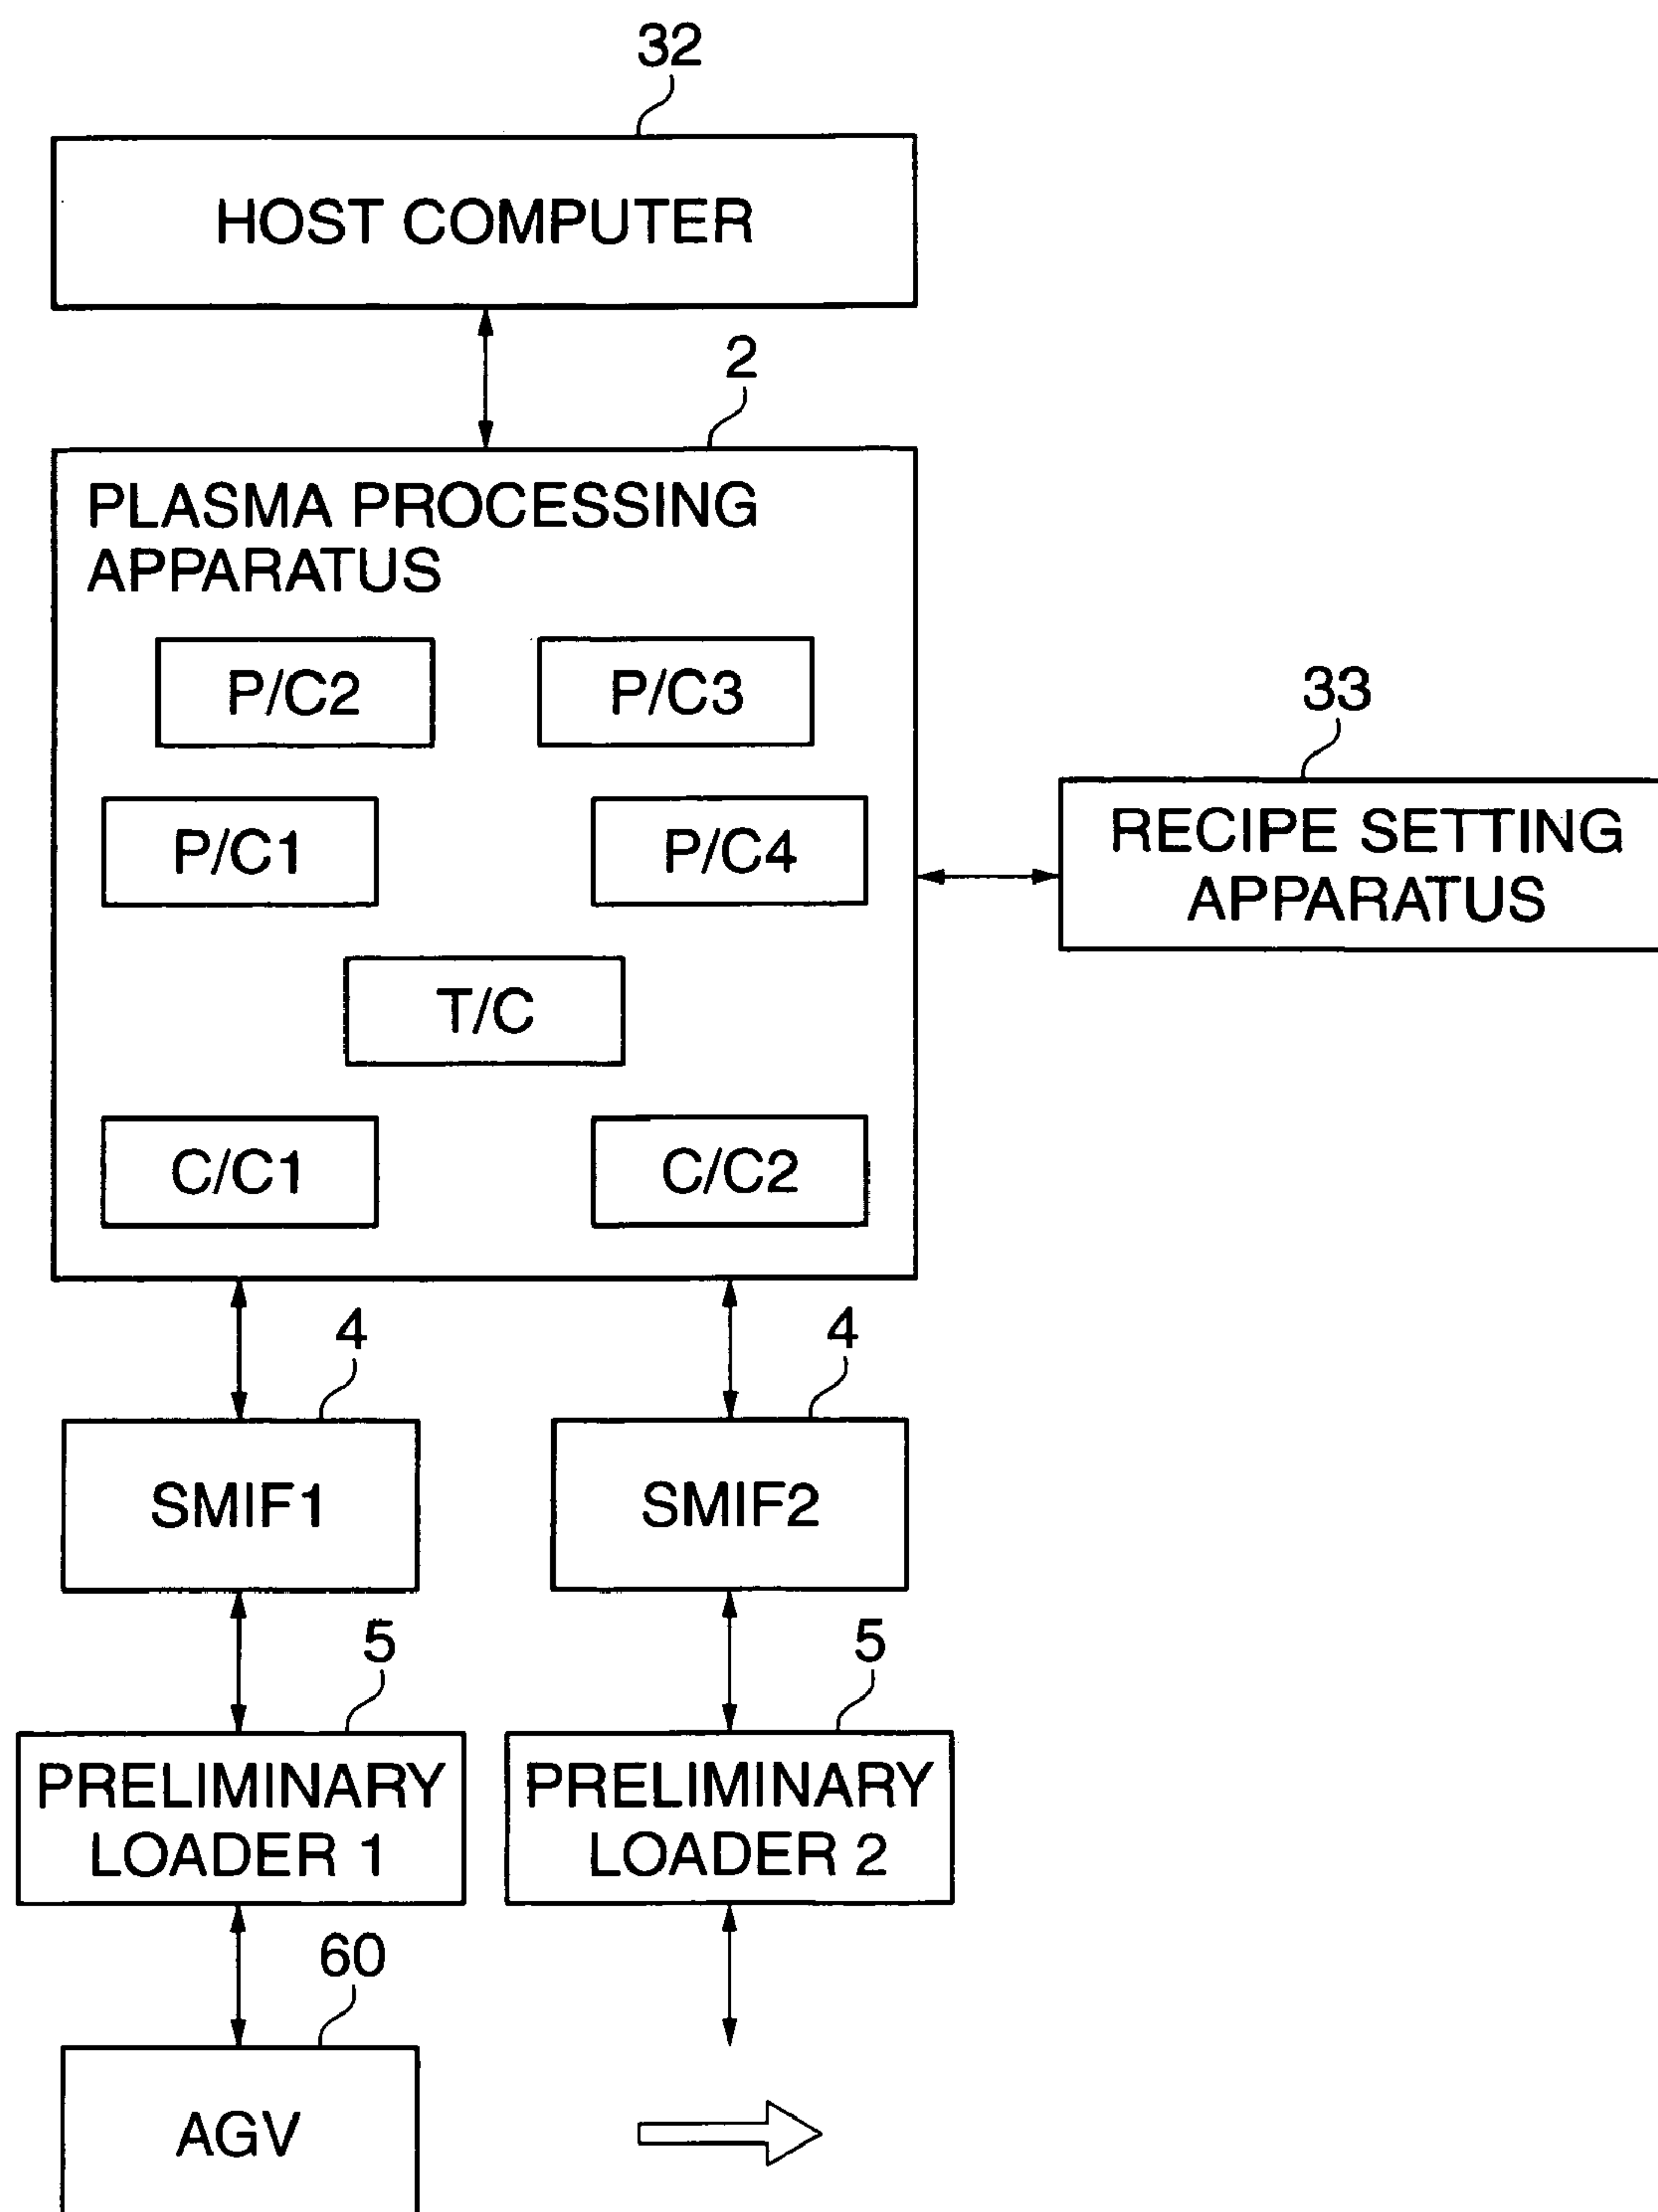 32
HOST COMPUTER
2
PLASMA PROCESSING
APPARATUS
P/C2
P/C3
33
P/C1
P/C4
RECIPE SETTING
APPARATUS
T/C
C/C1
C/C2
4
4
SMIF1
SMIF2
5
5
PRELIMINARY
LOADER 1
PRELIMINARY
LOADER 2
60
AGV